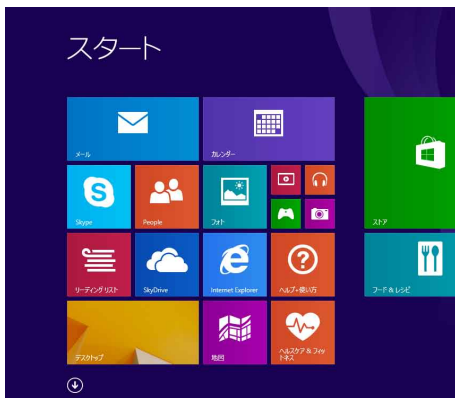 スタート
メール
カレンダー
ストア
Skype
People
フォト
リーディング リスト
SkyDrive
Internet Explorer
ヘルプ+使い方
フード & レシピ
デスクトップ
地図
ヘルスケア & フィッ
トネス